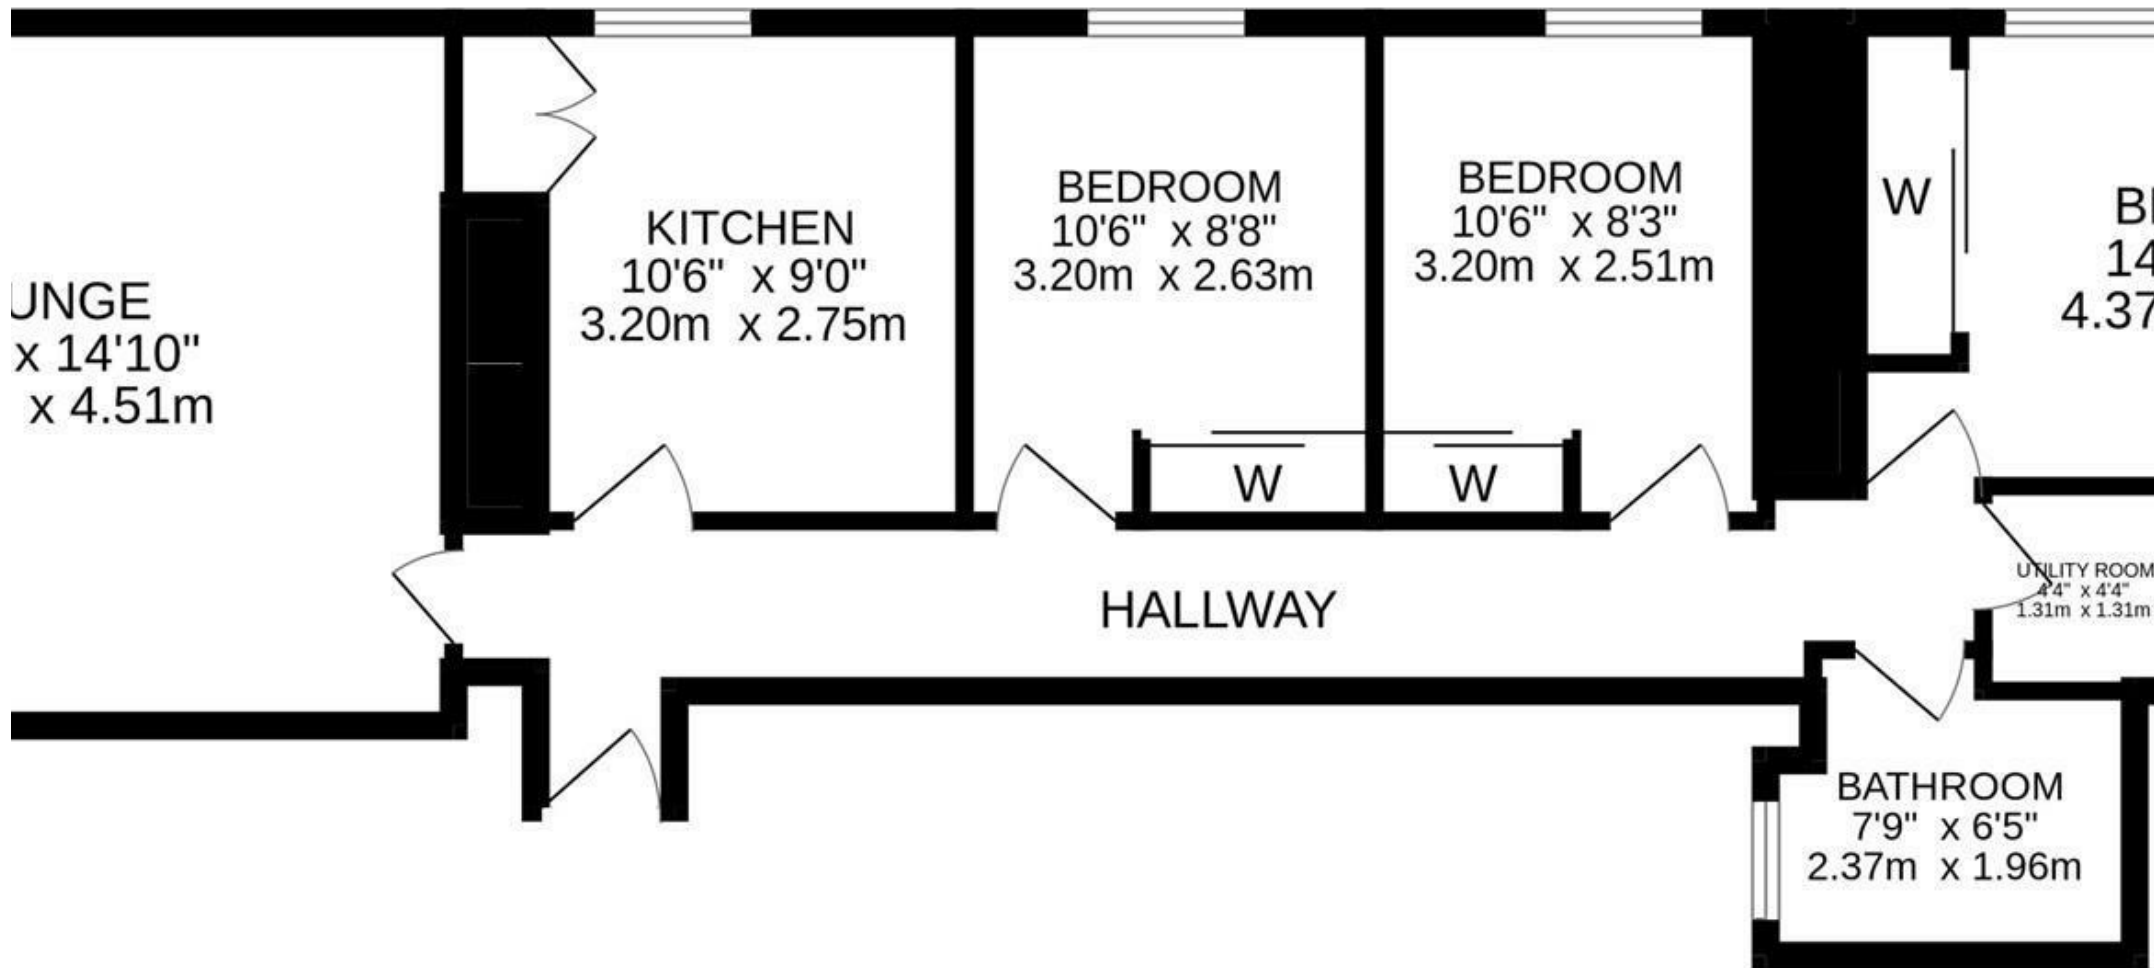 UNGE
x 14'10"
x 4.51m
KITCHEN
10'6" x 9'0"
3.20m x 2.75m
BEDROOM
10'6" x 8'8"
3.20m x 2.63m
W
BEDROOM
10'6" x 8'3"
3.20m x 2.51m
W
W
14
4.37
HALLWAY
UTILITY ROOM
4'4" x 4'4"
1.31m x 1.31m
BATHROOM
7'9" x 6'5"
2.37m x 1.96m